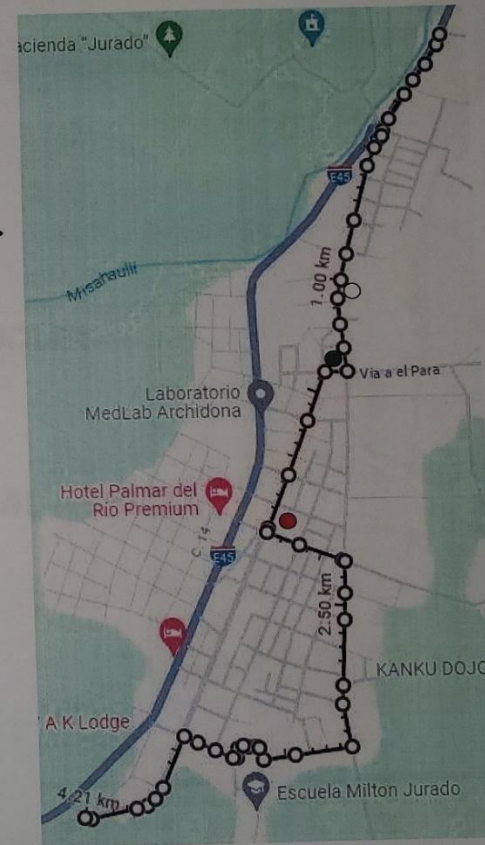 acienda "Jurado"
E45
Misahualli
1.00 km
Vía a el Para
Laboratorio
MedLab Archidona
Hotel Palmar del
Río Premium
C. 14
E45
2:50 km
KANKU DOJO
A K Lodge
4,21 km
Escuela Milton Jurado